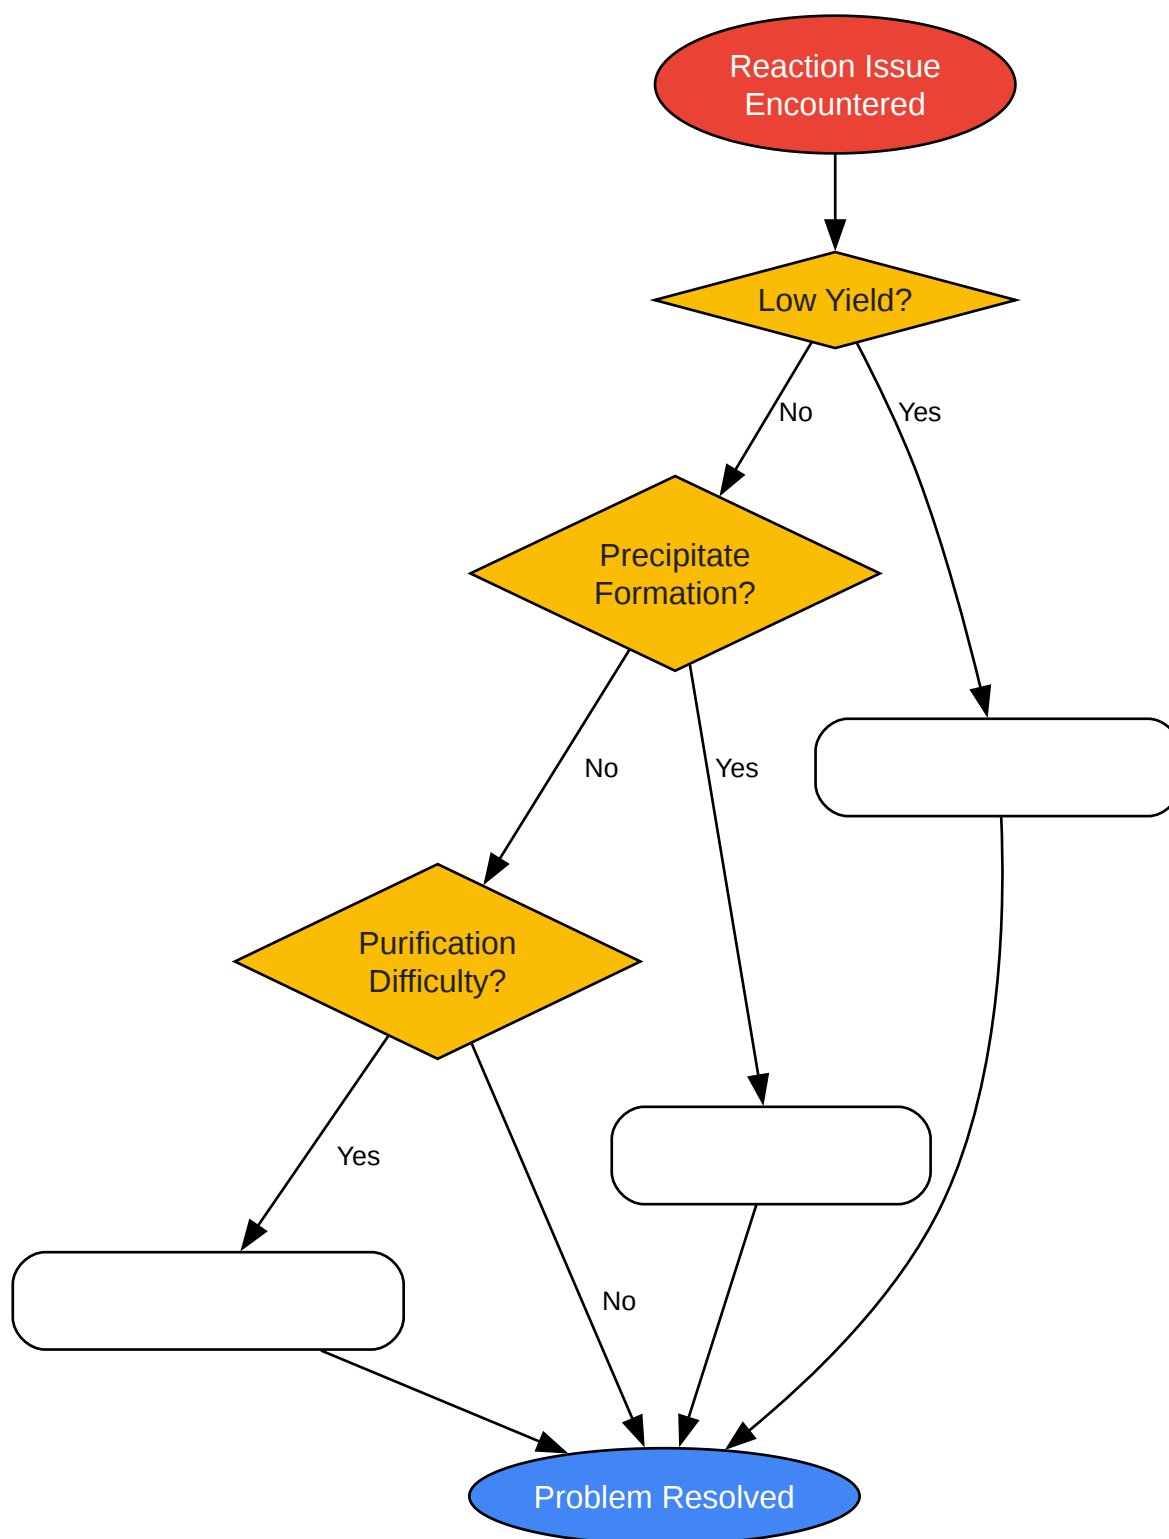 Reaction Issue
Encountered
Low Yield?
No
Yes
Precipitate
Formation?
No
Yes
Purification
Difficulty?
Yes
No
Problem Resolved